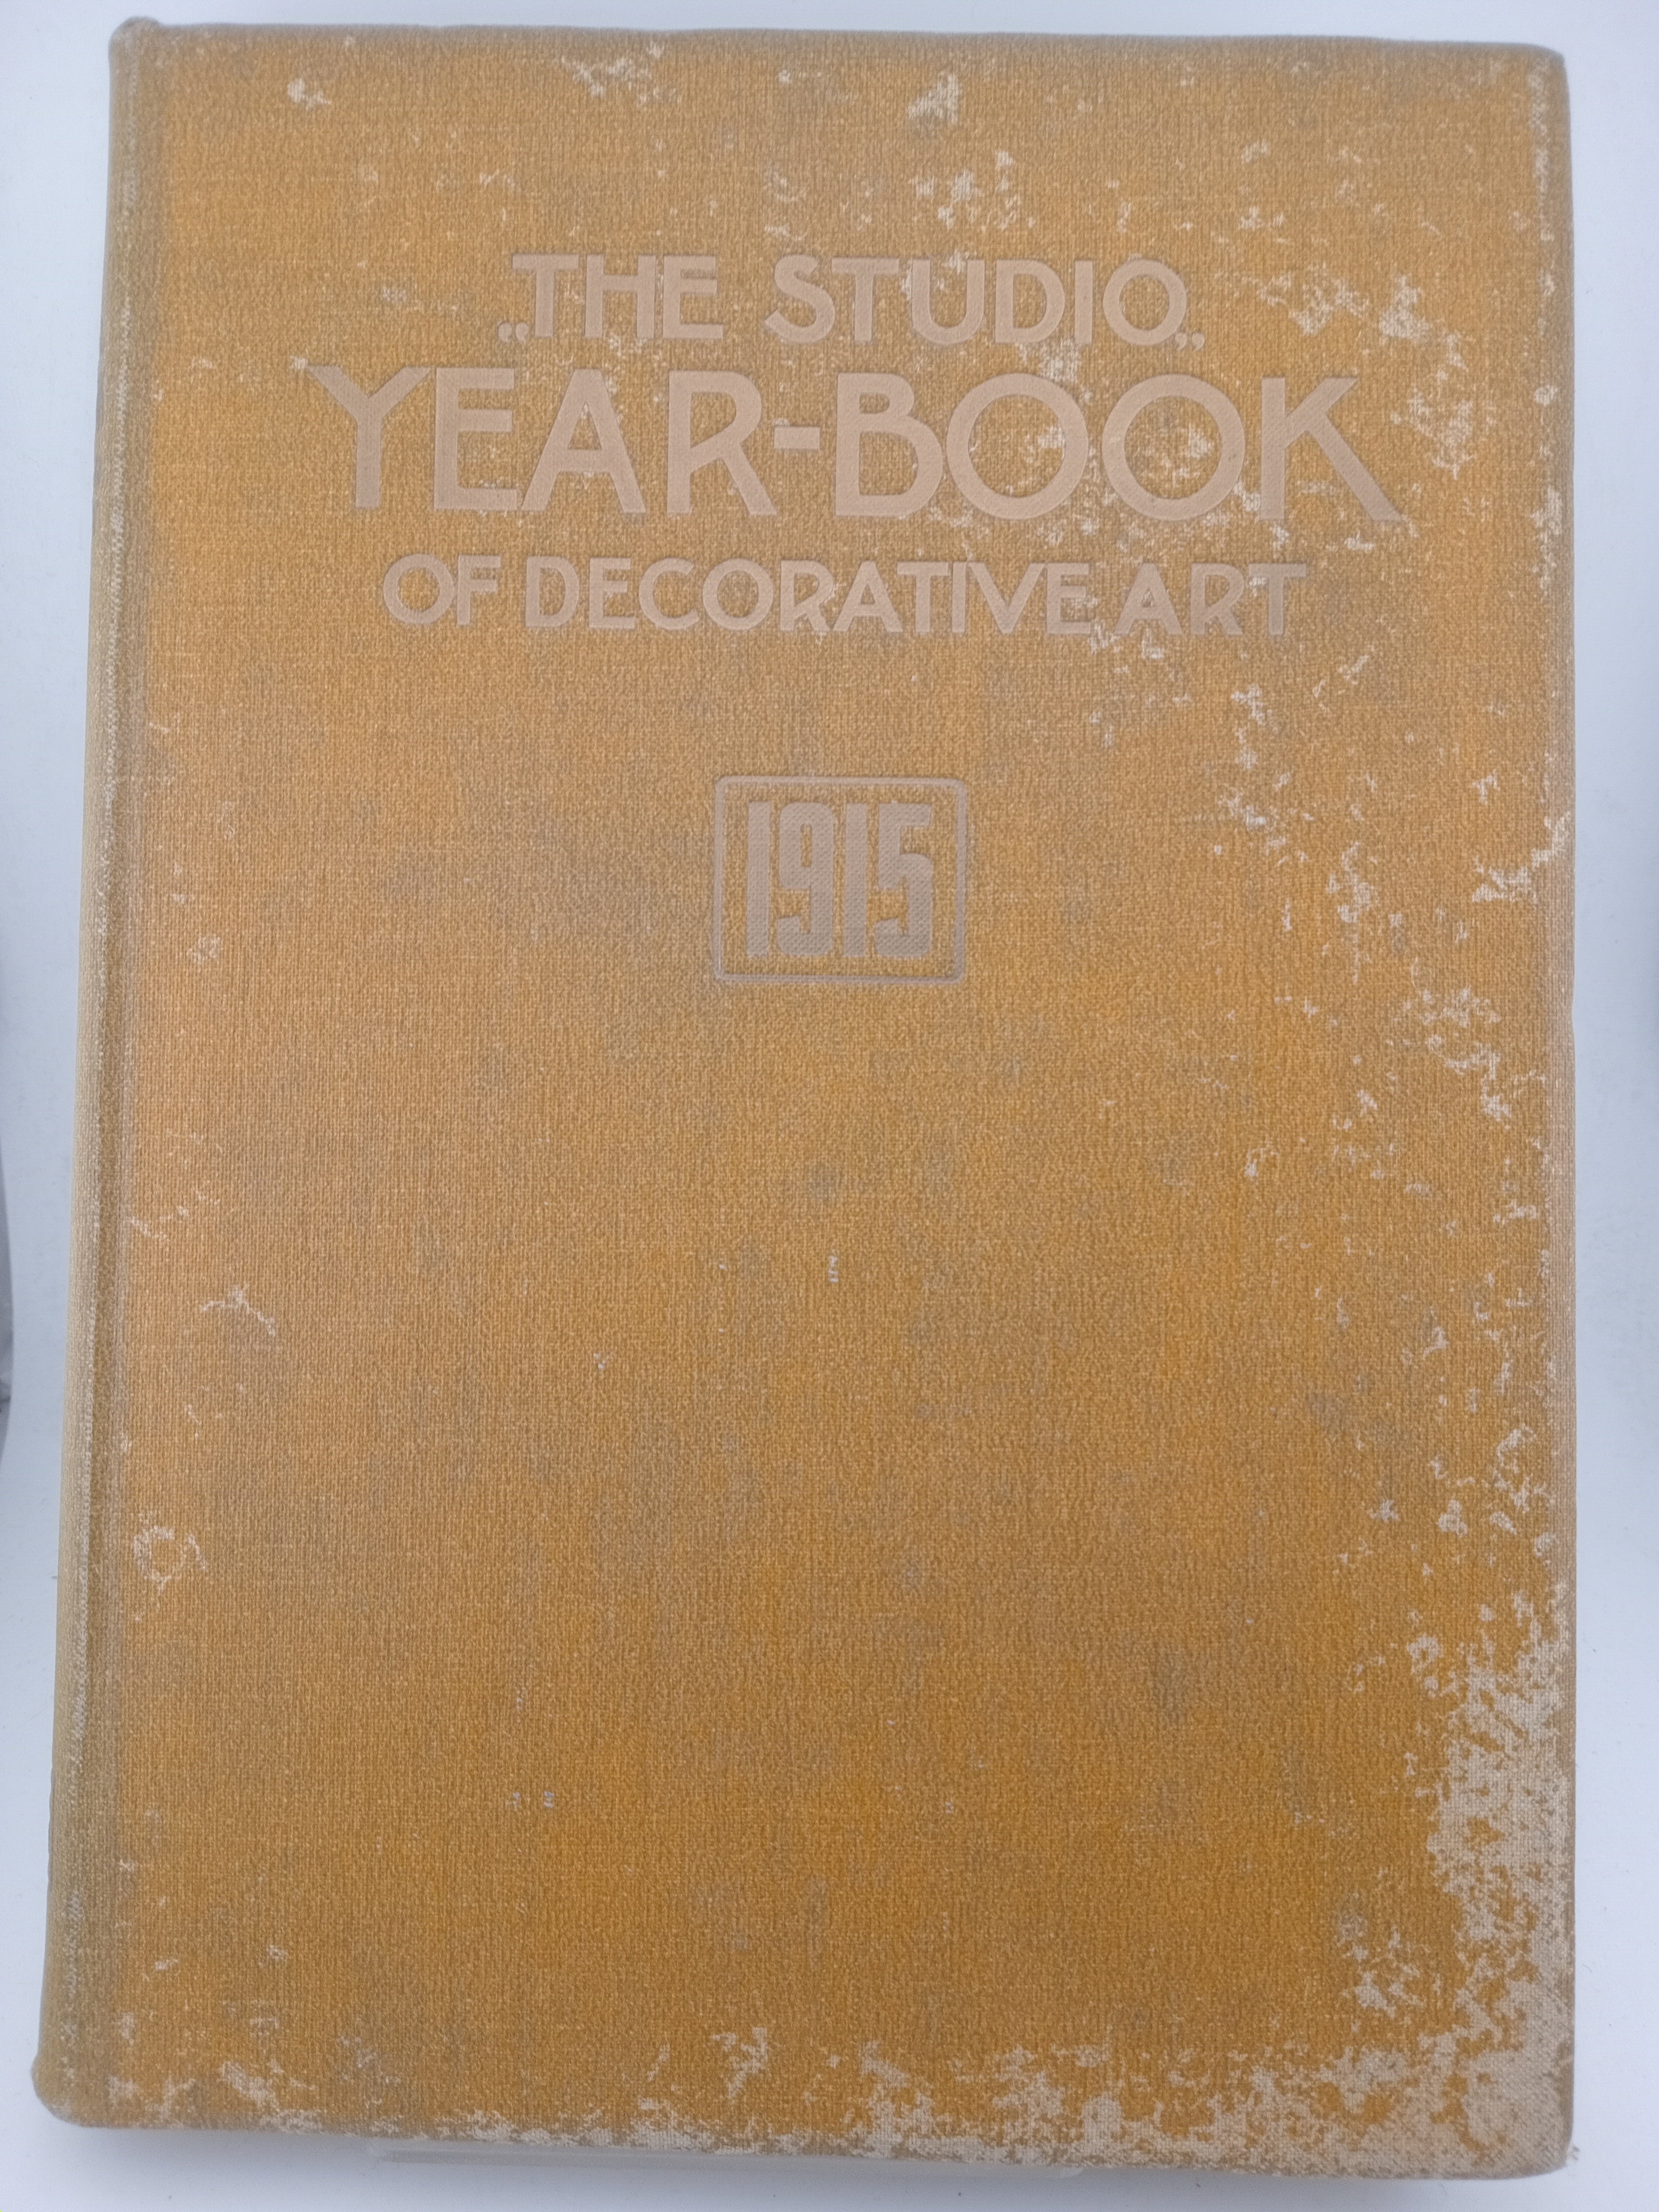 „THE STUDIO„
YEAR-BOOK
OF DECORATIVE ART
1915